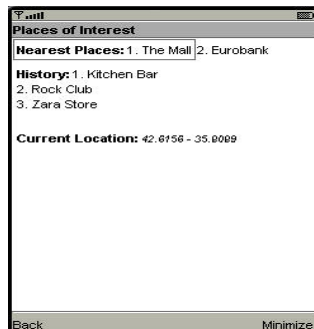 Places of Interest
Nearest Places: 1. The Mall 2. Eurobank
History: 1. Kitchen Bar
2. Rock Club
3. Zara Store
Current Location: 42.6156 - 35.9099
Back Minimize